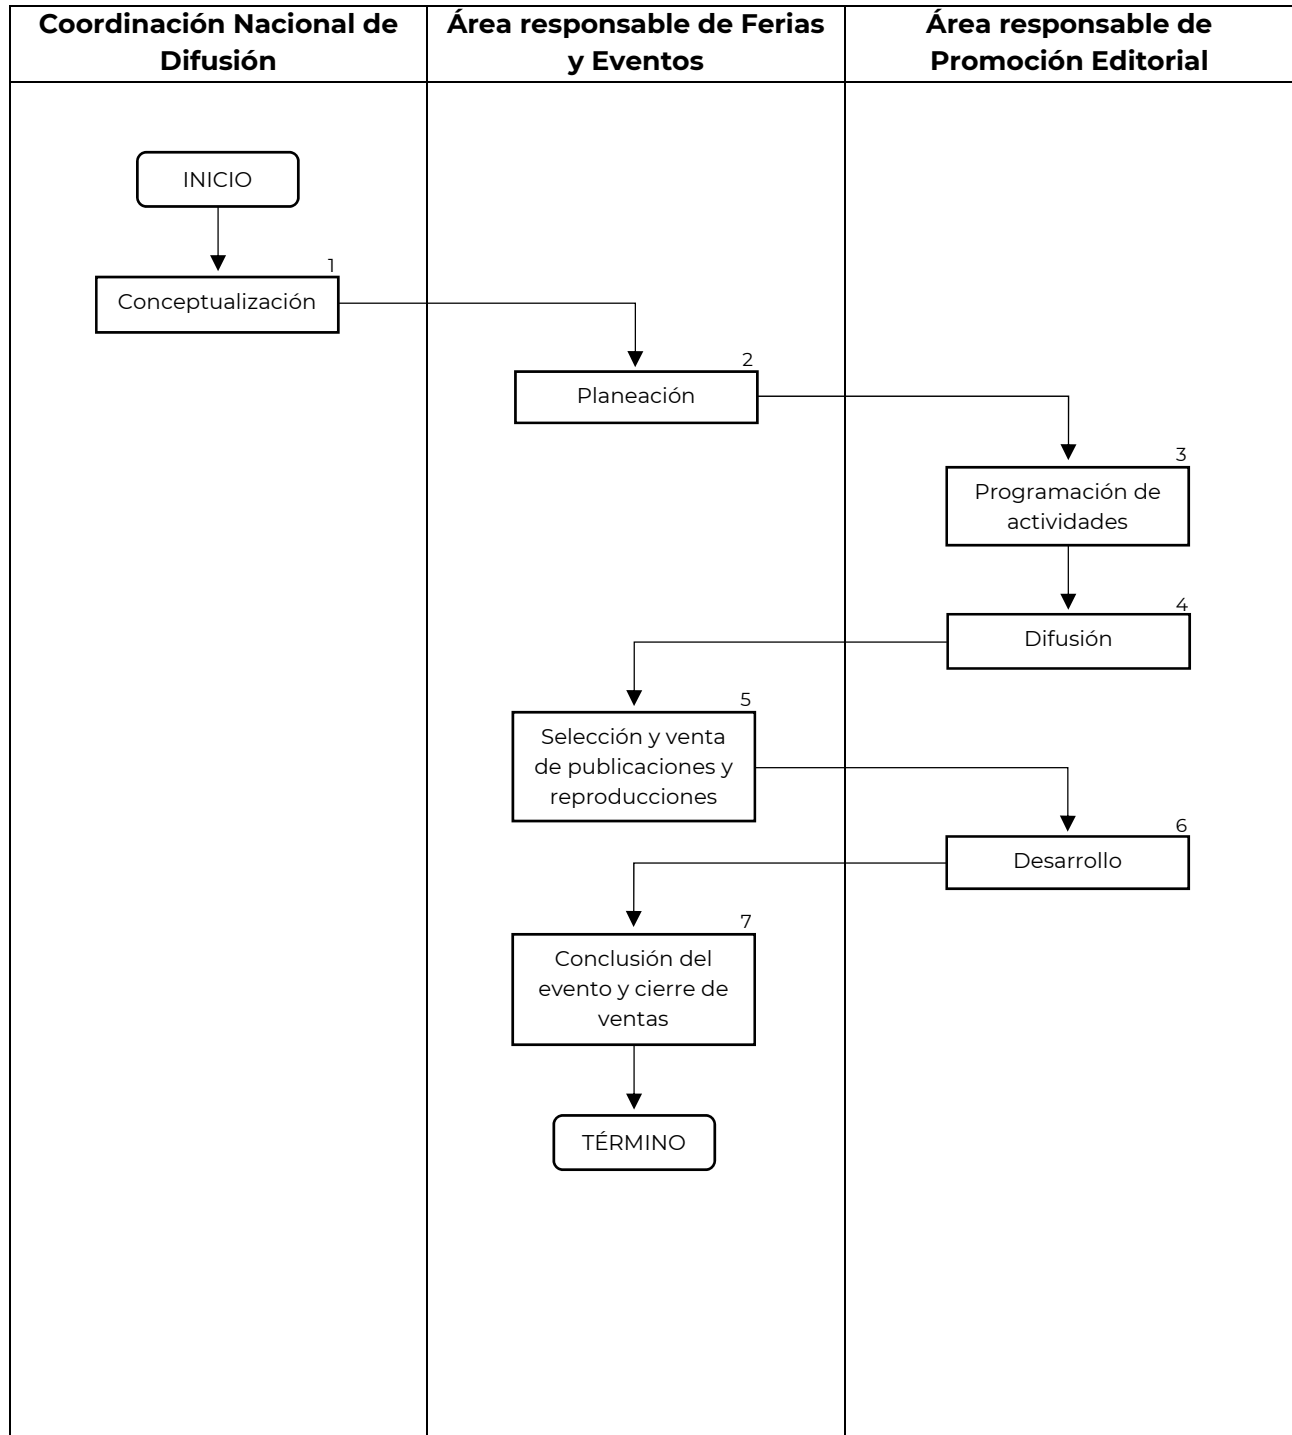 Coordinación Nacional de
Difusión
Área responsable de Ferias
y Eventos
Área responsable de
Promoción Editorial
INICIO
1
Conceptualización
2
Planeación
3
Programación de
actividades
4
Difusión
5
Selección y venta
de publicaciones y
reproducciones
6
Desarrollo
7
Conclusión del
evento y cierre de
ventas
TÉRMINO